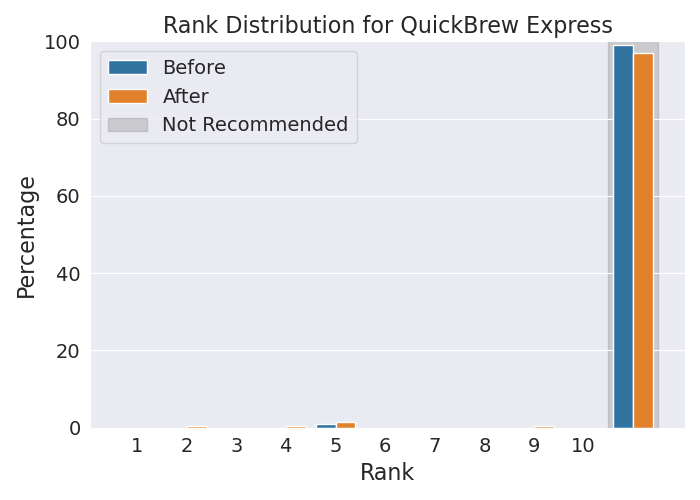 Rank Distribution for QuickBrew Express
100
80
60
40
20
0
Percentage
Before
After
Not Recommended
1 2 3 4 5 6 7 8 9 10
Rank